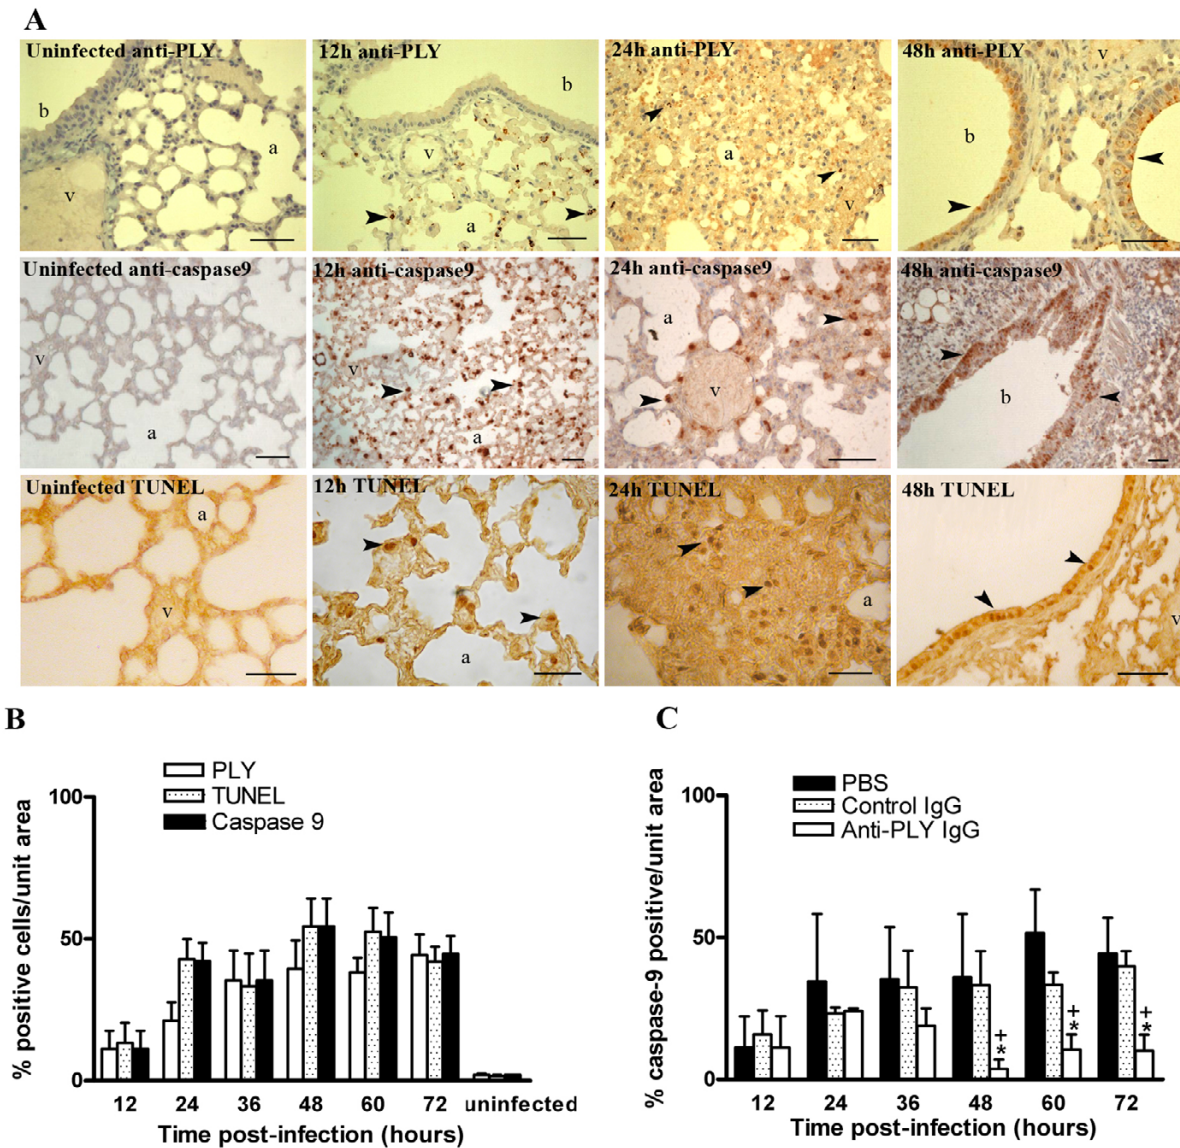 A
Uninfected anti-PLY 12h anti-PLY 24h anti-PLY 48h anti-PLY
b b a b v
a v a b
v a v
Uninfected anti-caspase9 12h anti-caspase9 24h anti-caspase9 48h anti-caspase9
v v a v b
a a
Uninfected TUNEL 12h TUNEL 24h TUNEL 48h TUNEL
a
v a a v
B
PLY
TUNEL
Caspase 9
% positive cells/unit area
100
50
0
12 24 36 48 60 72 uninfected
Time post-infection (hours)
C
PBS
Control IgG
Anti-PLY IgG
% caspase-9 positive/unit area
100
50
0
+ + +
* * *
12 24 36 48 60 72
Time post-infection (hours)